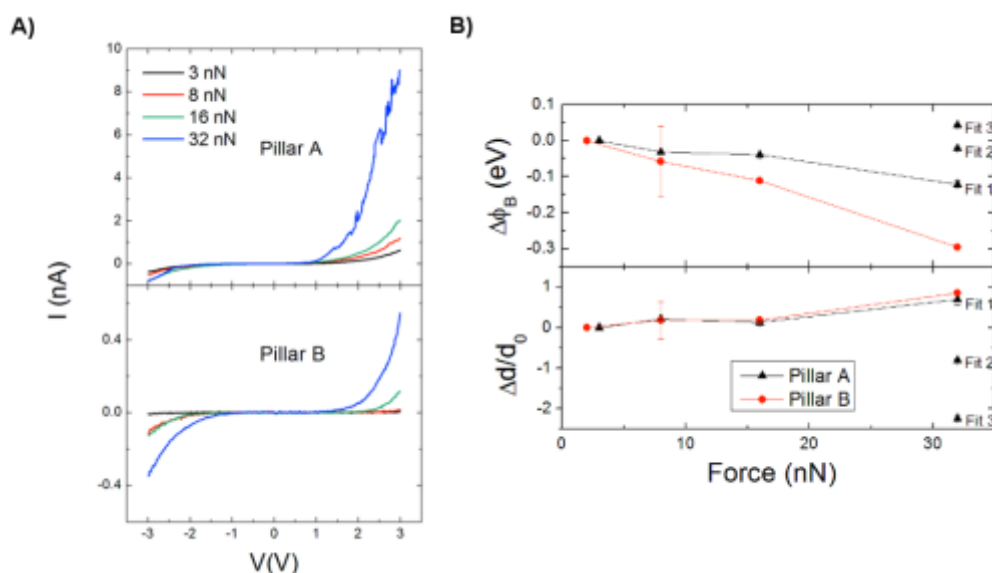 A)
10
8
6
4
2
0
3 nN
8 nN
16 nN
32 nN
Pillar A
I (nA)
0.4
0.0
-0.4
Pillar B
-3 -2 -1 0 1 2 3
V(V)
B)
0.1
0.0
-0.1
-0.2
-0.3
Δϕ_B (eV)
Fit 3
Fit 2
Fit 1
1
0
-1
-2
Δd/d₀
Fit 1
Fit 2
Fit 3
Pillar A
Pillar B
0 10 20 30
Force (nN)